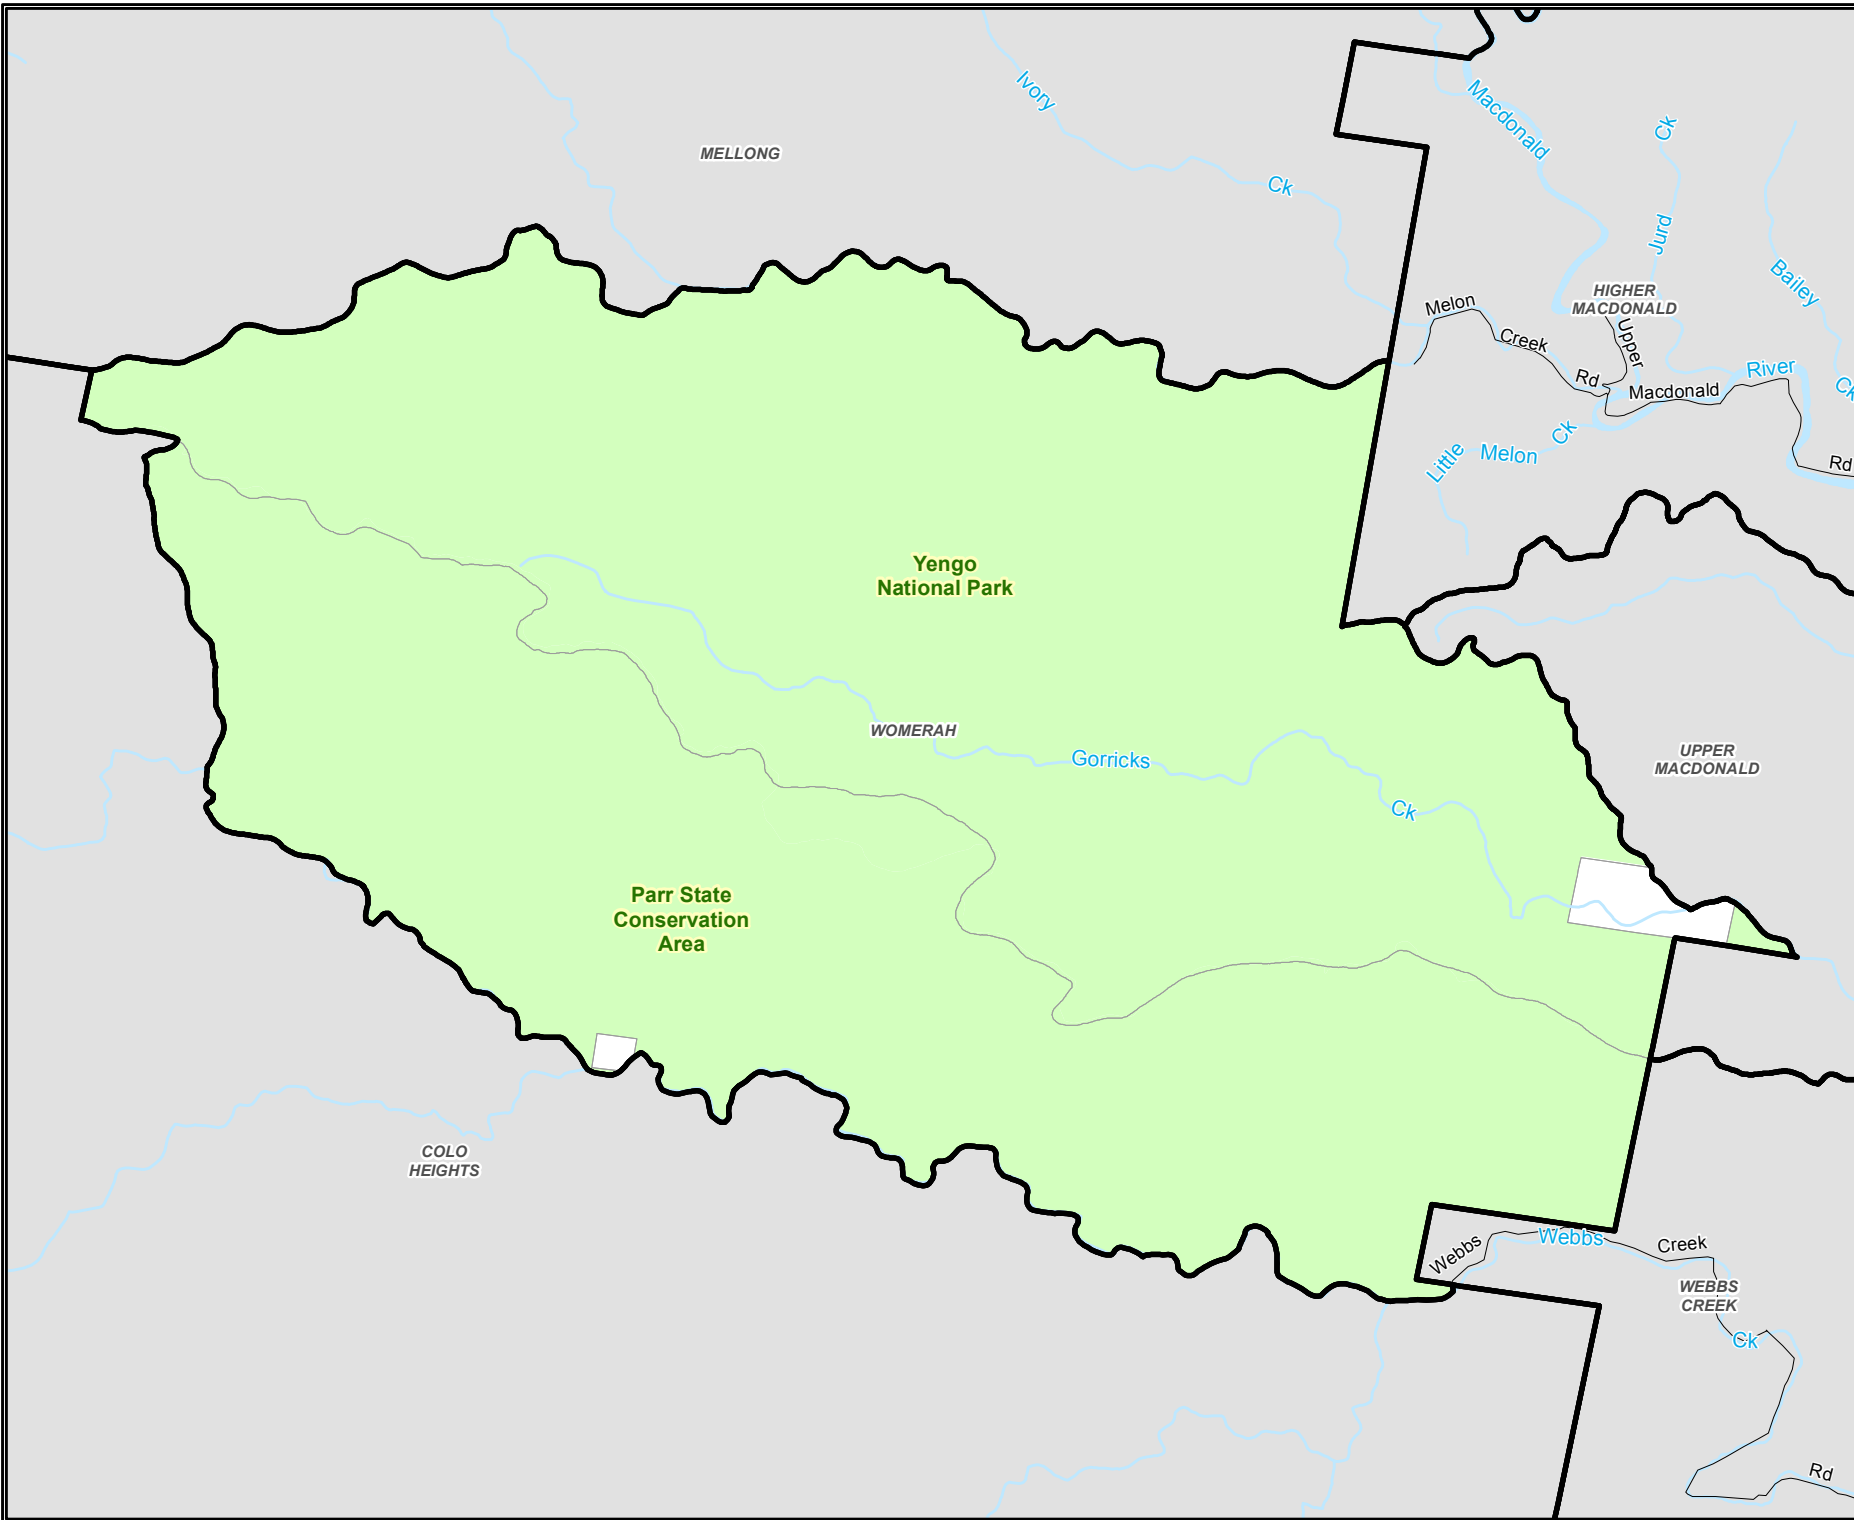 Ivory
Ck
Macdonald
Ck
Jurd
Bailey
Ck
MELLONG
HIGHER
MACDONALD
Melon
Creek
Rd
Upper
Macdonald
River
Rd
Little
Melon
Ck
Yengo
National Park
WOMERAH
Gorricks
Ck
UPPER
MACDONALD
Parr State
Conservation
Area
COLO
HEIGHTS
Webbs
Webbs
Creek
WEBBS
CREEK
Ck
Rd